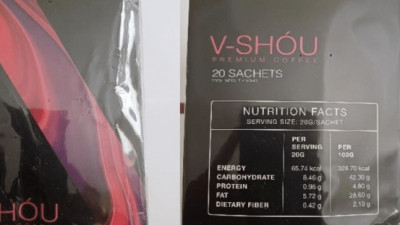 V-SHÓU
PREMIUM COFFEE
20 SACHETS
NUTRITION FACTS
SERVING SIZE: 20G/SACHET
PER SERVING 20G PER 100G
ENERGY 65.74 kcal 328.70 kcal
CARBOHYDRATE 8.46 g 42.30 g
PROTEIN 0.96 g 4.80 g
FAT 5.72 g 28.60 g
DIETARY FIBER 0.42 g 2.10 g
-SHÓU